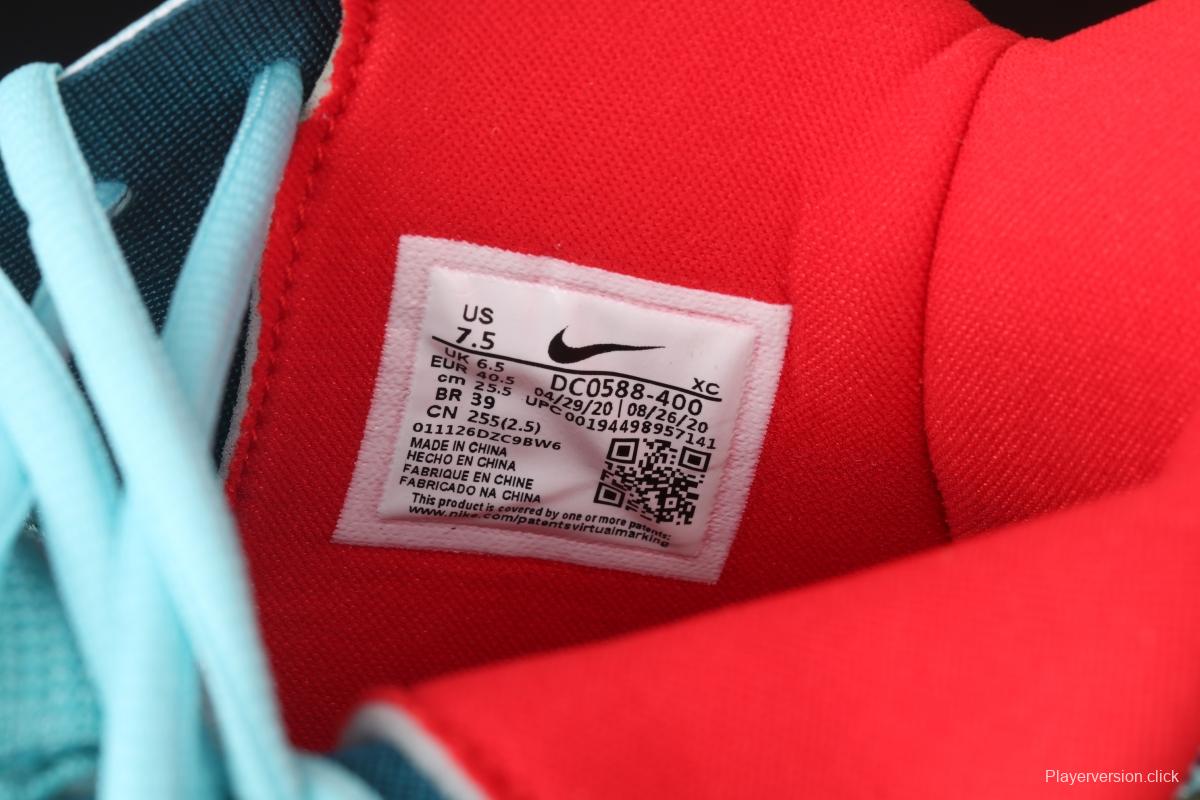 US
7.5
XC
UK 6.5
EUR 40.5
cm 25.5
BR 39
CN 255(2.5)
DC0588-400
04/29/20 | 08/26/20
UPC 00194498957141
011126DZC9BW6
MADE IN CHINA
HECHO EN CHINA
FABRIQUE EN CHINE
FABRICADO NA CHINA
This product is covered by one or more patents:
www.nike.com/patentsvirtualmarking
Playerversion.click